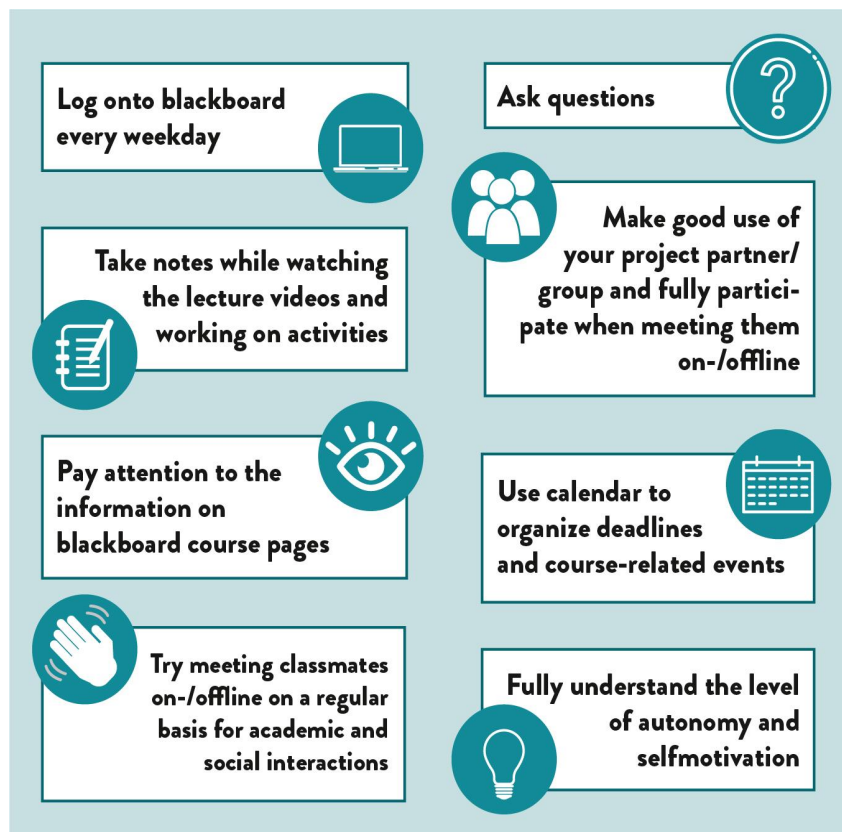 Log onto blackboard
every weekday
Take notes while watching
the lecture videos and
working on activities
Pay attention to the
information on
blackboard course pages
Try meeting classmates
on-/offline on a regular
basis for academic and
social interactions
Ask questions
?
Make good use of
your project partner/
group and fully partici-
pate when meeting them
on-/offline
Use calendar to
organize deadlines
and course-related events
Fully understand the level
of autonomy and
selfmotivation